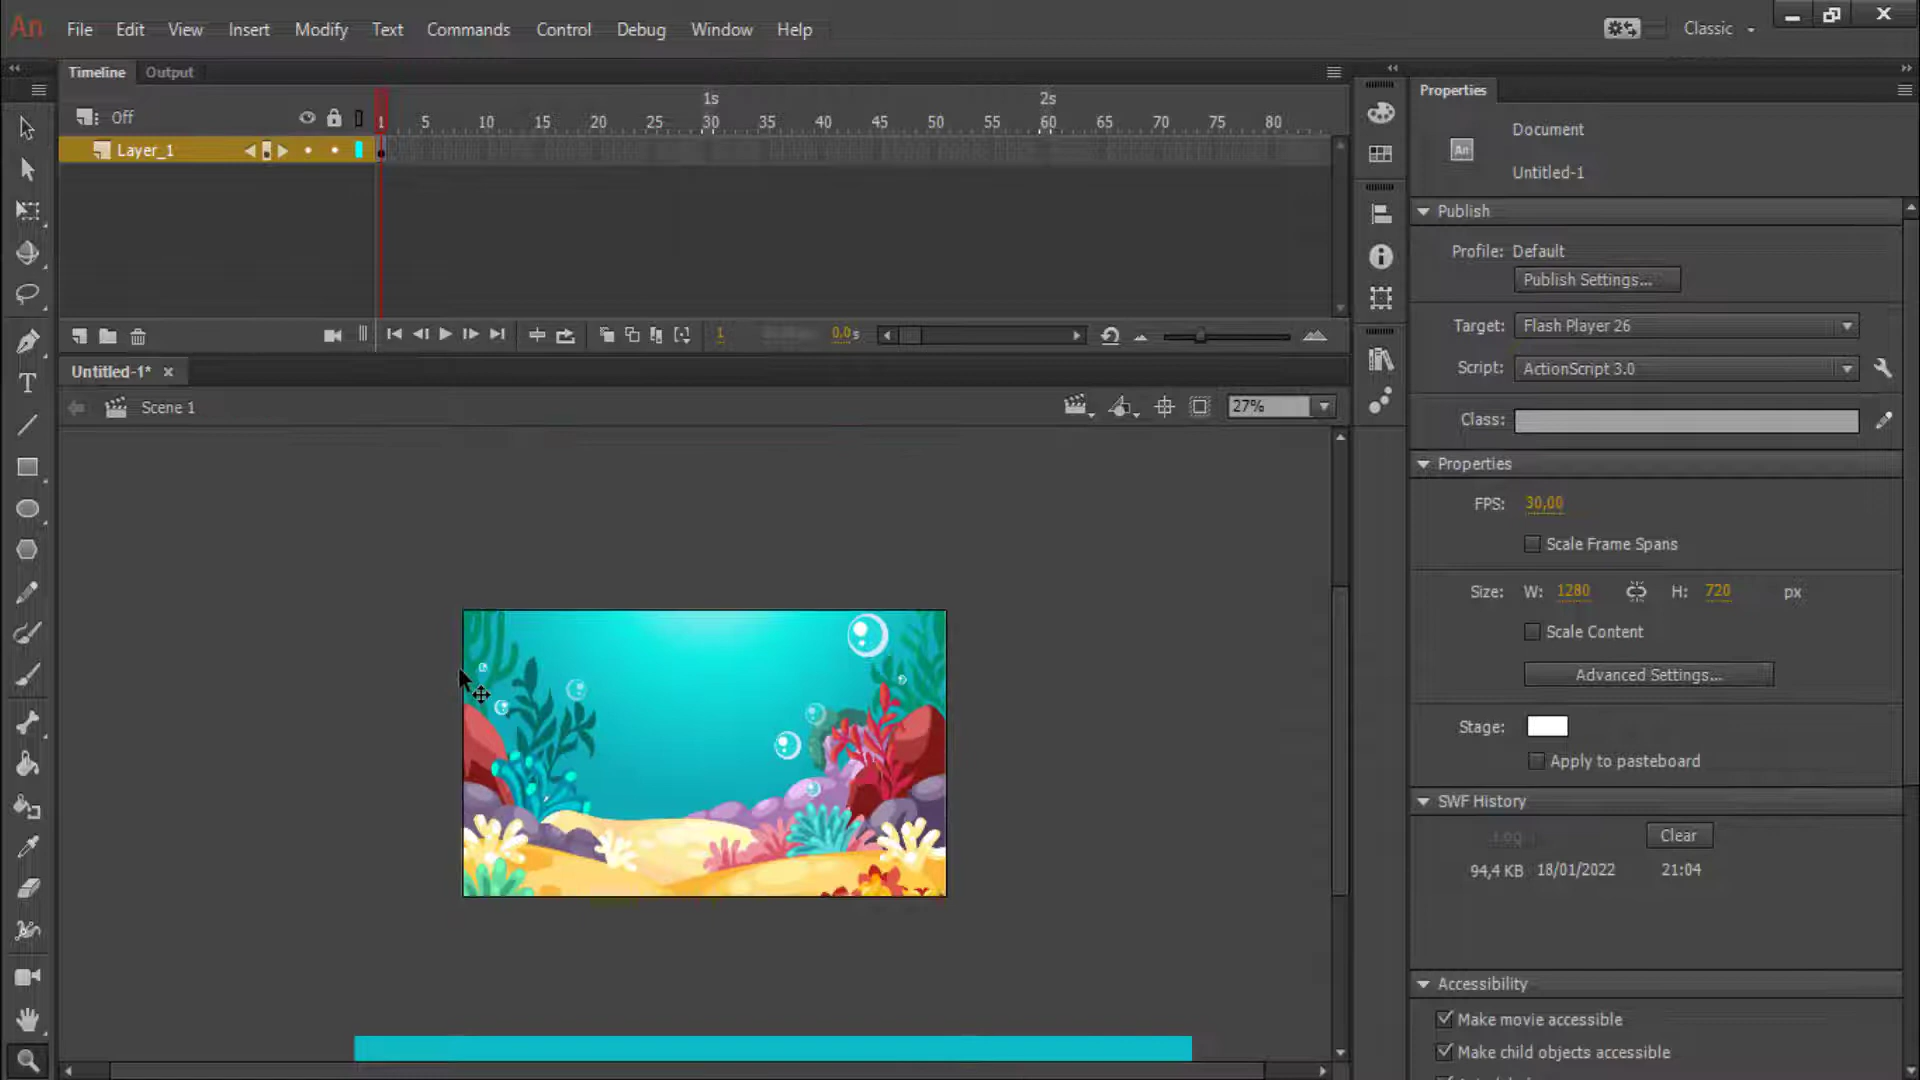 An File Edit View Insert Modify Text Commands Control Debug Window Help Classic
Timeline Output
Properties
Off 1s 2s
1 5 10 15 20 25 30 35 40 45 50 55 60 65 70 75 80
Layer_1
Document
An
Untitled-1
Publish
Profile: Default
Publish Settings...
Target: Flash Player 26
1 0,0 s
Script: ActionScript 3.0
Untitled-1*
Scene 1 27%
Class:
Properties
FPS: 30,00
Scale Frame Spans
Size: W: 1280 H: 720 px
Scale Content
Advanced Settings...
Stage:
Apply to pasteboard
SWF History
Log Clear
94,4 KB 18/01/2022 21:04
Accessibility
Make movie accessible
Make child objects accessible